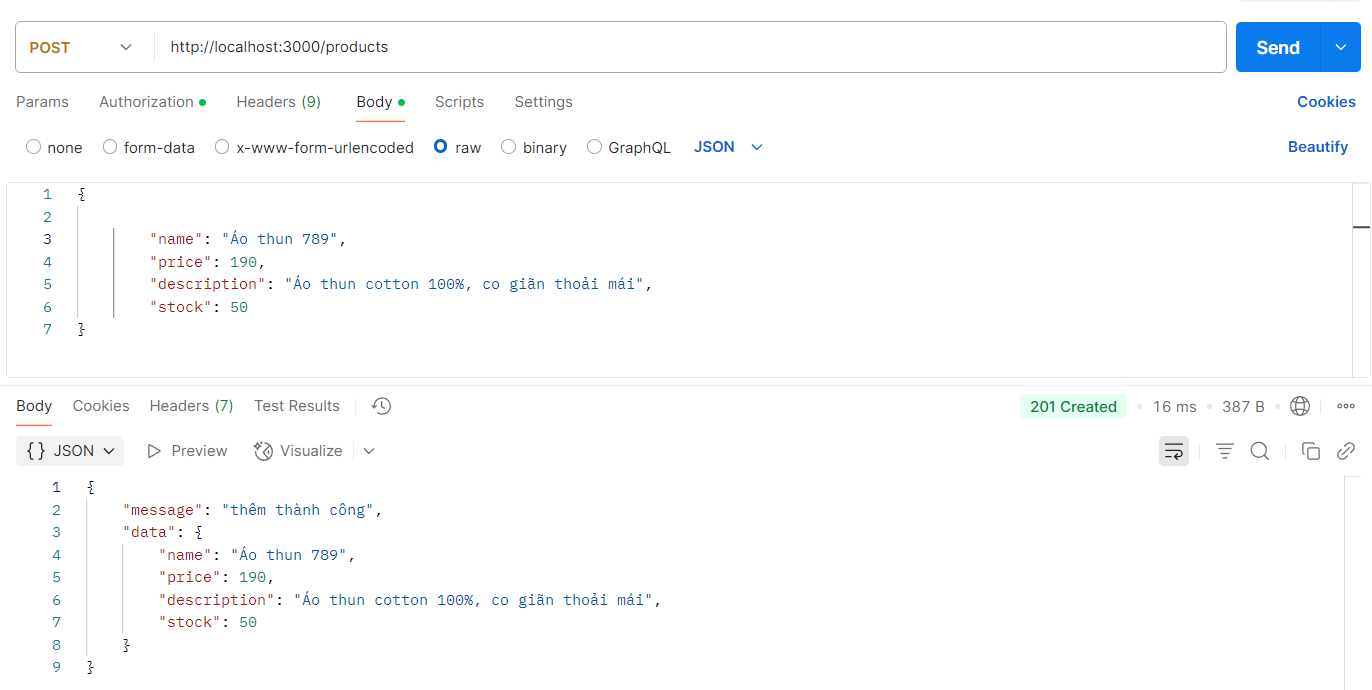 POST http://localhost:3000/products Send
Params Authorization Headers (9) Body Scripts Settings Cookies
none form-data x-www-form-urlencoded raw binary GraphQL JSON Beautify
1 {
2
3 "name": "Áo thun 789",
4 "price": 190,
5 "description": "Áo thun cotton 100%, co giãn thoải mái",
6 "stock": 50
7 }
Body Cookies Headers (7) Test Results 201 Created 16 ms 387 B
{} JSON Preview Visualize
1 {
2 "message": "thêm thành công",
3 "data": {
4 "name": "Áo thun 789",
5 "price": 190,
6 "description": "Áo thun cotton 100%, co giãn thoải mái",
7 "stock": 50
8 }
9 }